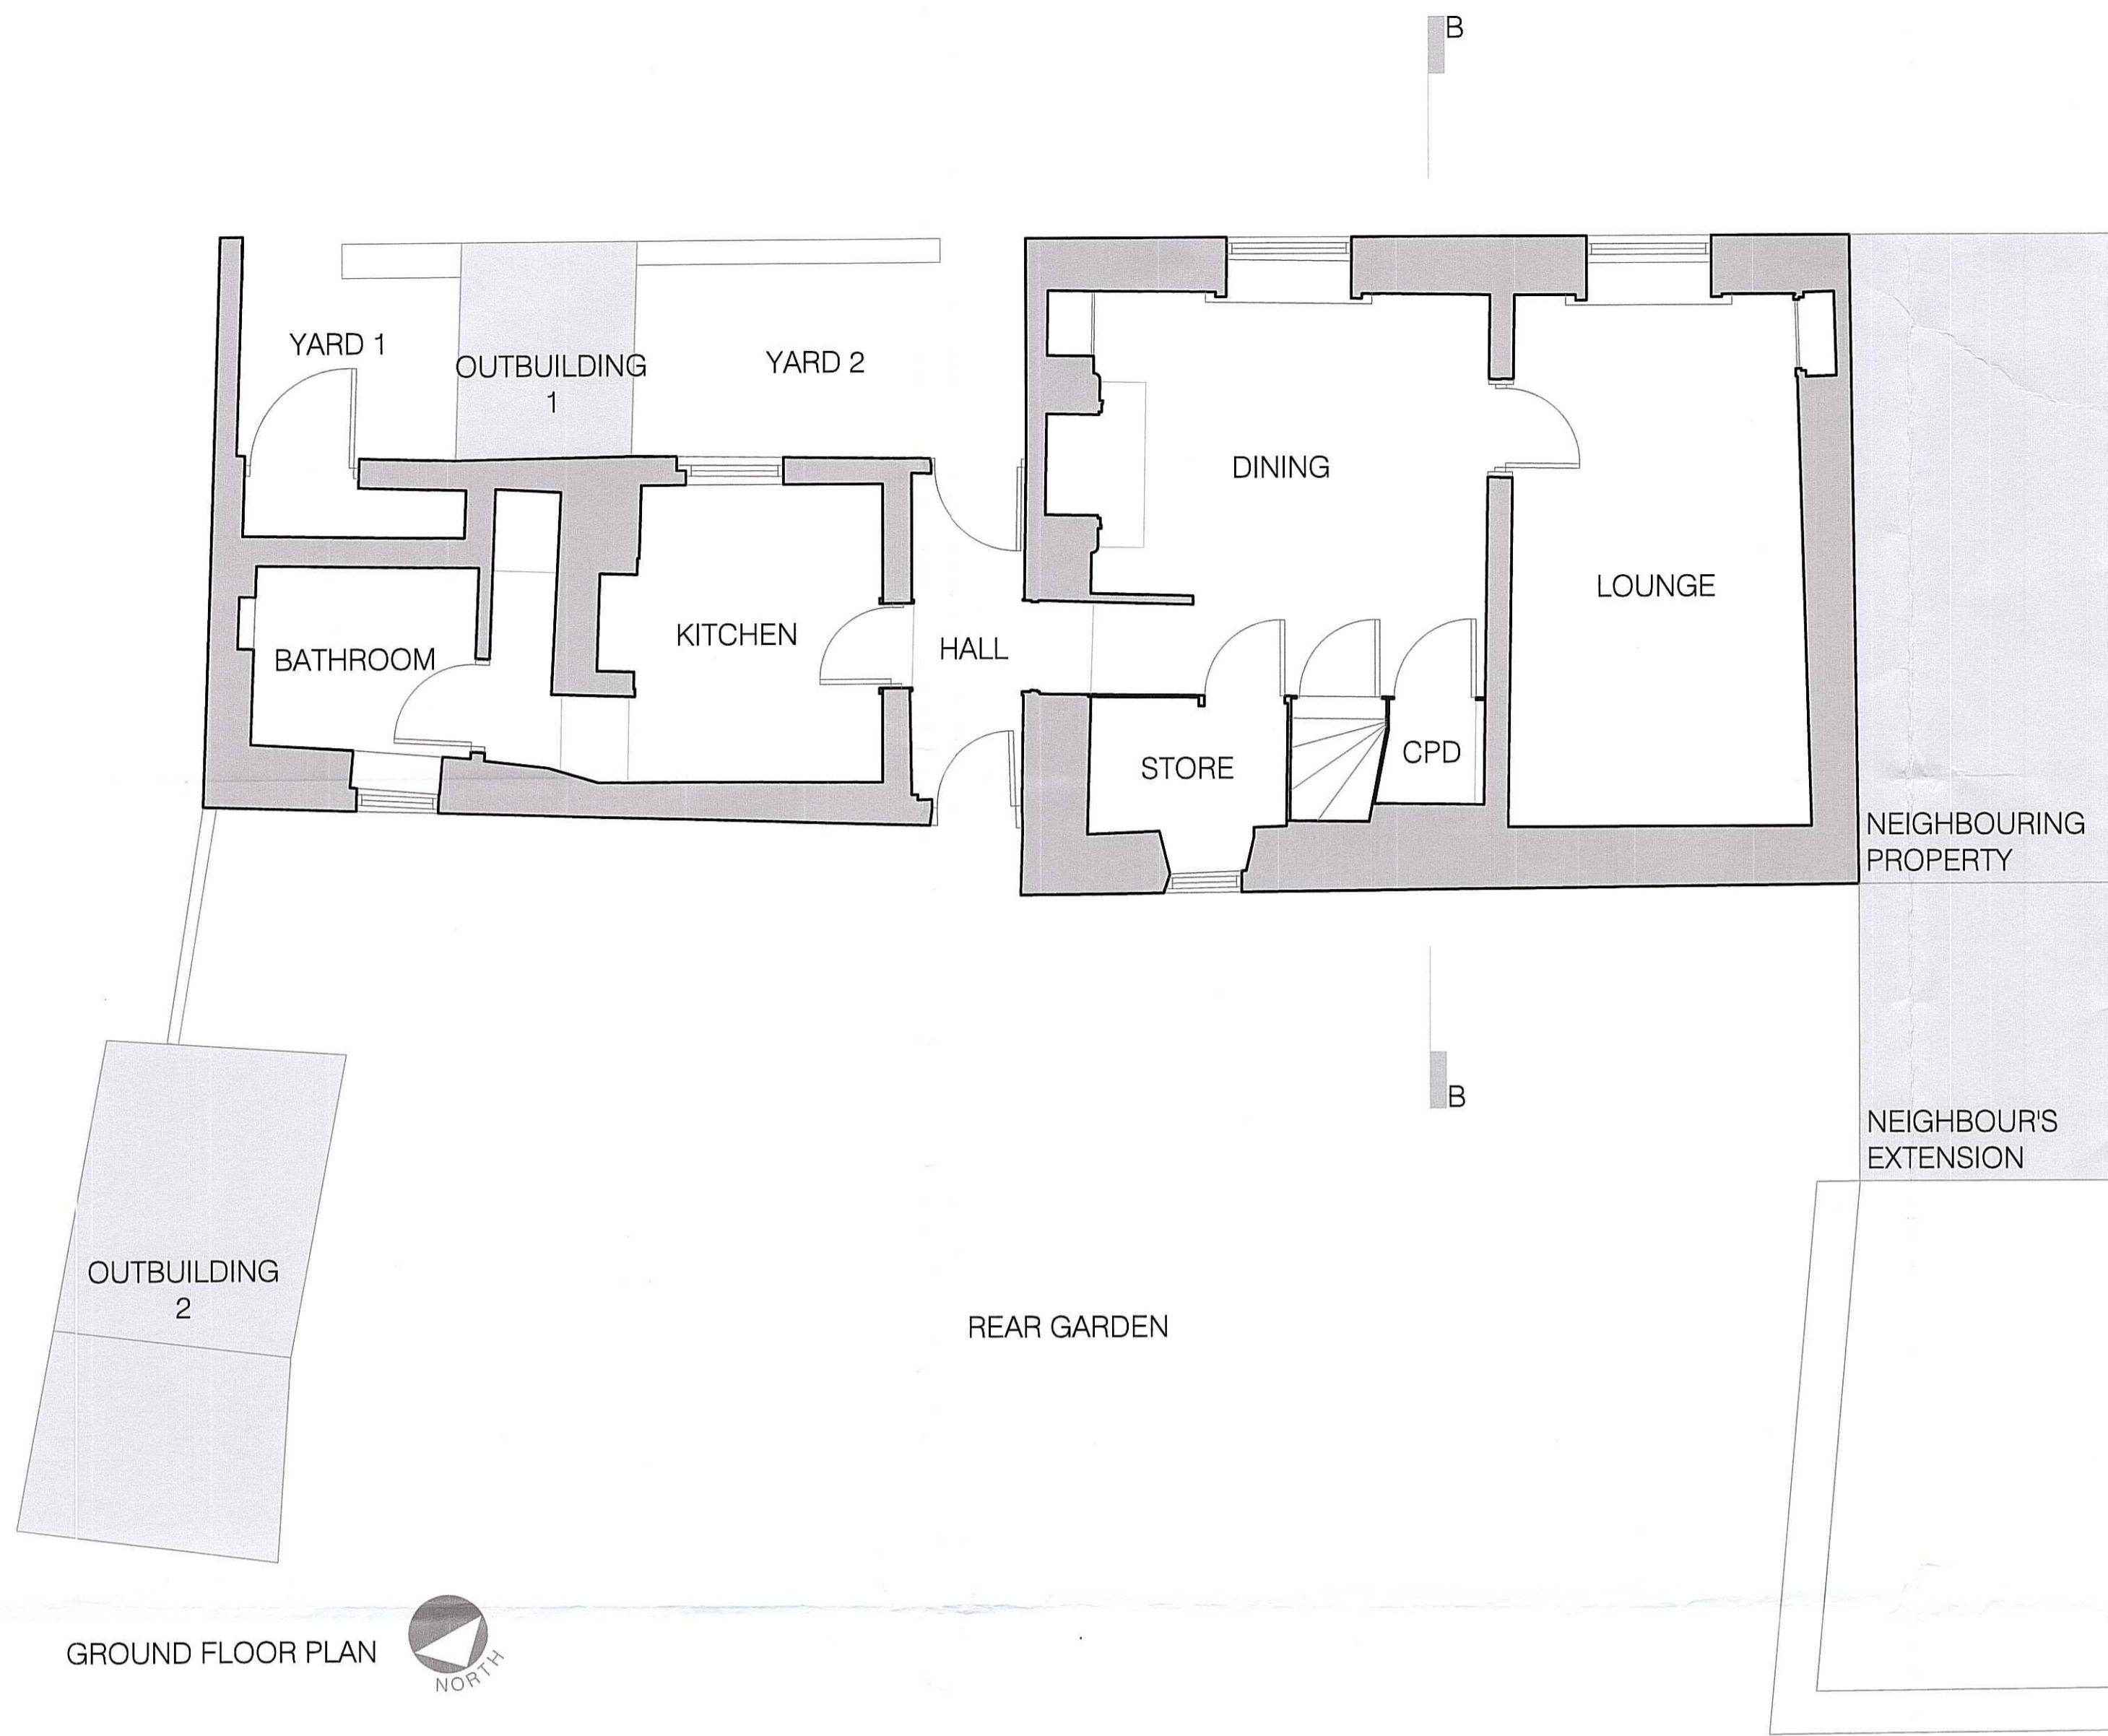 B
YARD 1
OUTBUILDING
1
YARD 2
DINING
LOUNGE
BATHROOM
KITCHEN
HALL
STORE
CPD
NEIGHBOURING
PROPERTY
B
NEIGHBOUR'S
EXTENSION
OUTBUILDING
2
REAR GARDEN
GROUND FLOOR PLAN
NORTH